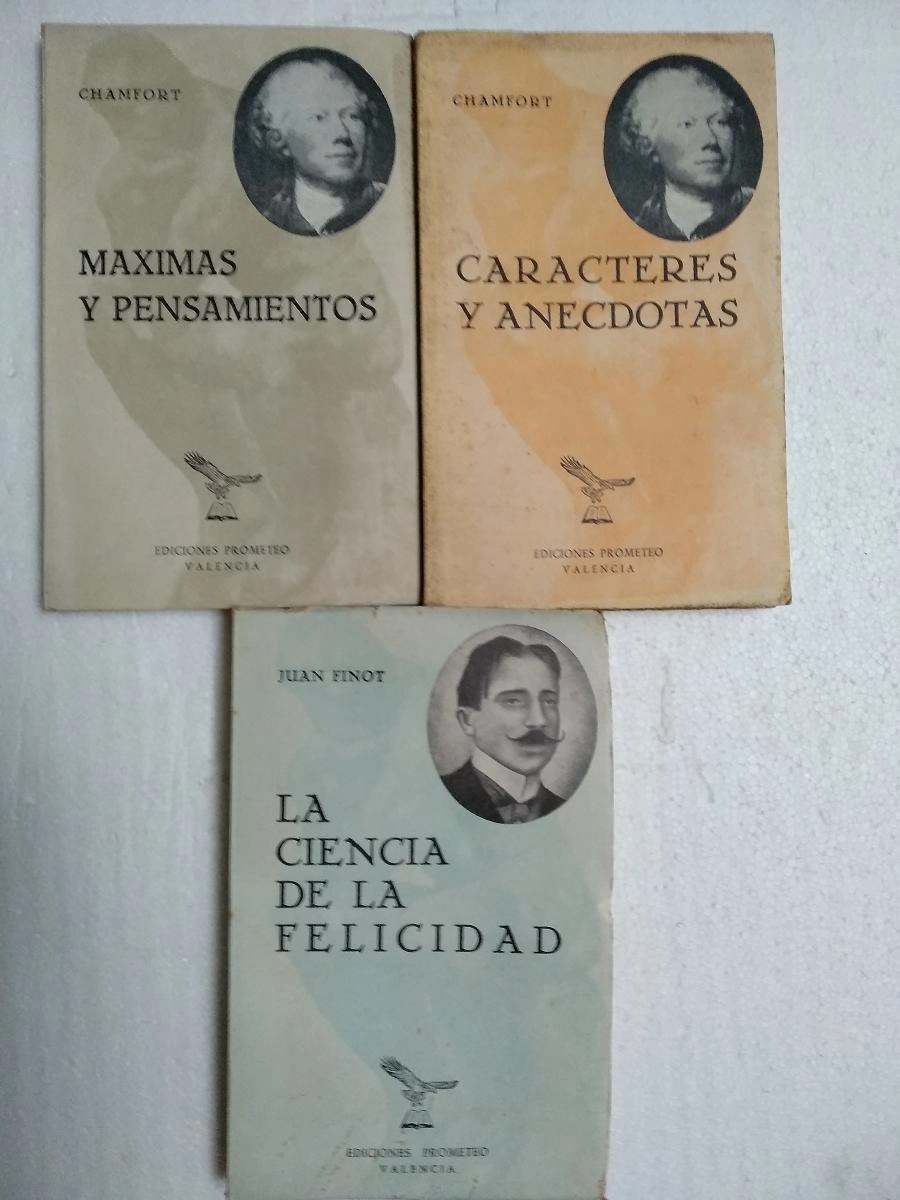 CHAMFORT
MAXIMAS
Y PENSAMIENTOS
EDICIONES PROMETEO
VALENCIA
CHAMFORT
CARACTERES
Y ANECDOTAS
EDICIONES PROMETEO
VALENCIA
JUAN FINOT
LA
CIENCIA
DE LA
FELICIDAD
EDICIONES PROMETEO
VALENCIA